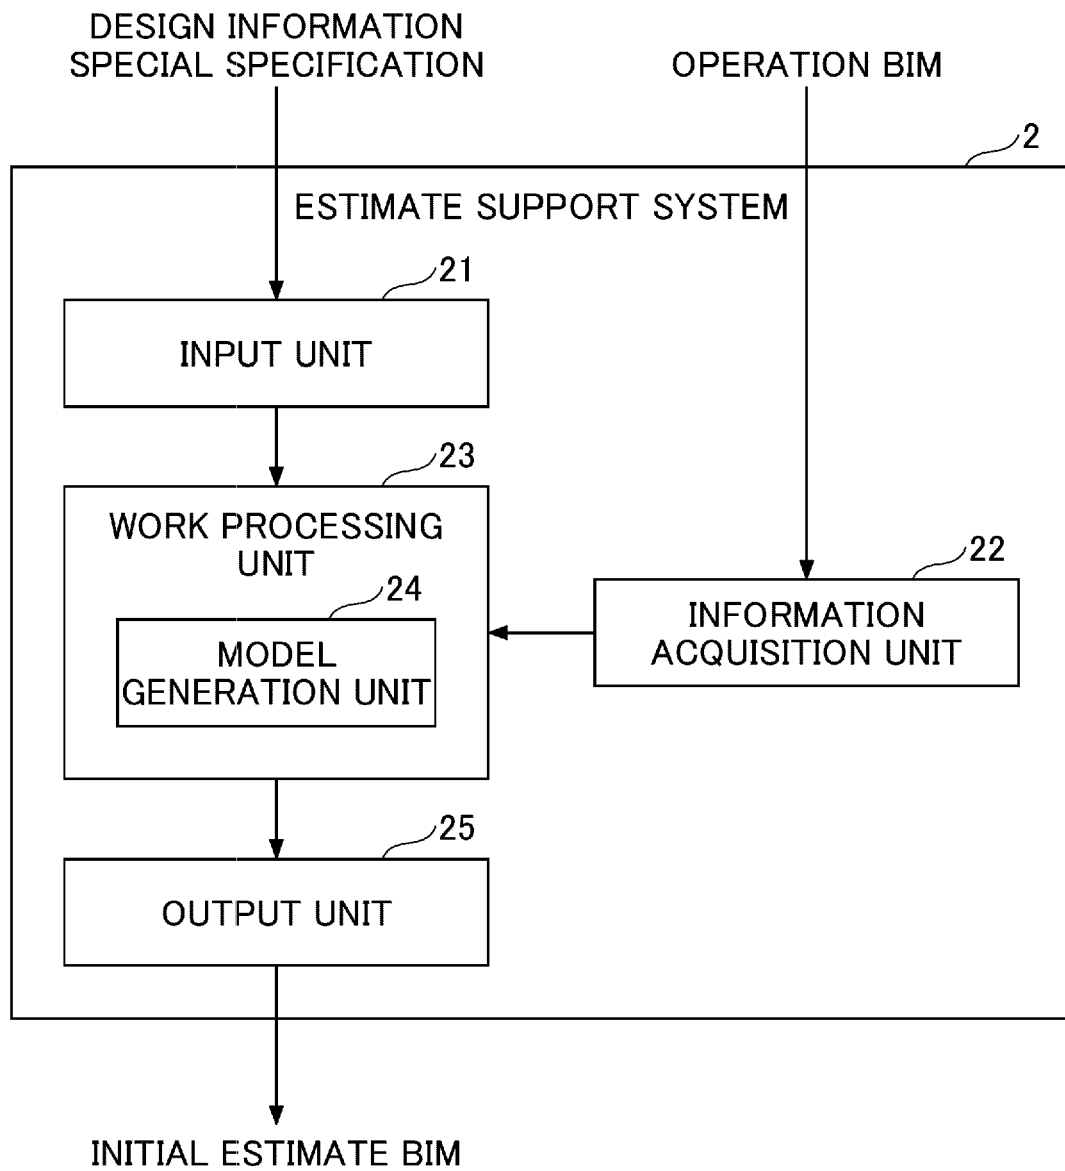 DESIGN INFORMATION
SPECIAL SPECIFICATION
OPERATION BIM
2
ESTIMATE SUPPORT SYSTEM
21
INPUT UNIT
23
WORK PROCESSING
UNIT
22
INFORMATION
ACQUISITION UNIT
24
MODEL
GENERATION UNIT
25
OUTPUT UNIT
INITIAL ESTIMATE BIM